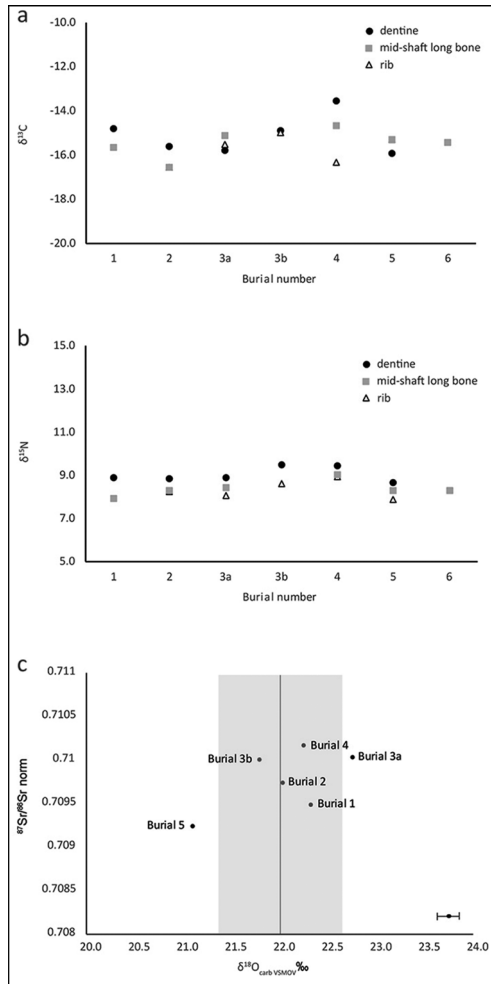 a
-10.0
-12.0
-14.0
-16.0
-18.0
-20.0
δ¹³C
dentine
mid-shaft long bone
rib
1 2 3a 3b 4 5 6
Burial number
b
15.0
13.0
11.0
9.0
7.0
5.0
δ¹⁵N
dentine
mid-shaft long bone
rib
1 2 3a 3b 4 5 6
Burial number
c
0.711
0.7105
0.71
0.7095
0.709
0.7085
0.708
⁸⁷Sr/⁸⁶Sr norm
Burial 4
Burial 3b
Burial 3a
Burial 2
Burial 1
Burial 5
20.0 20.5 21.0 21.5 22.0 22.5 23.0 23.5 24.0
δ¹⁸O carb VSMOV‰